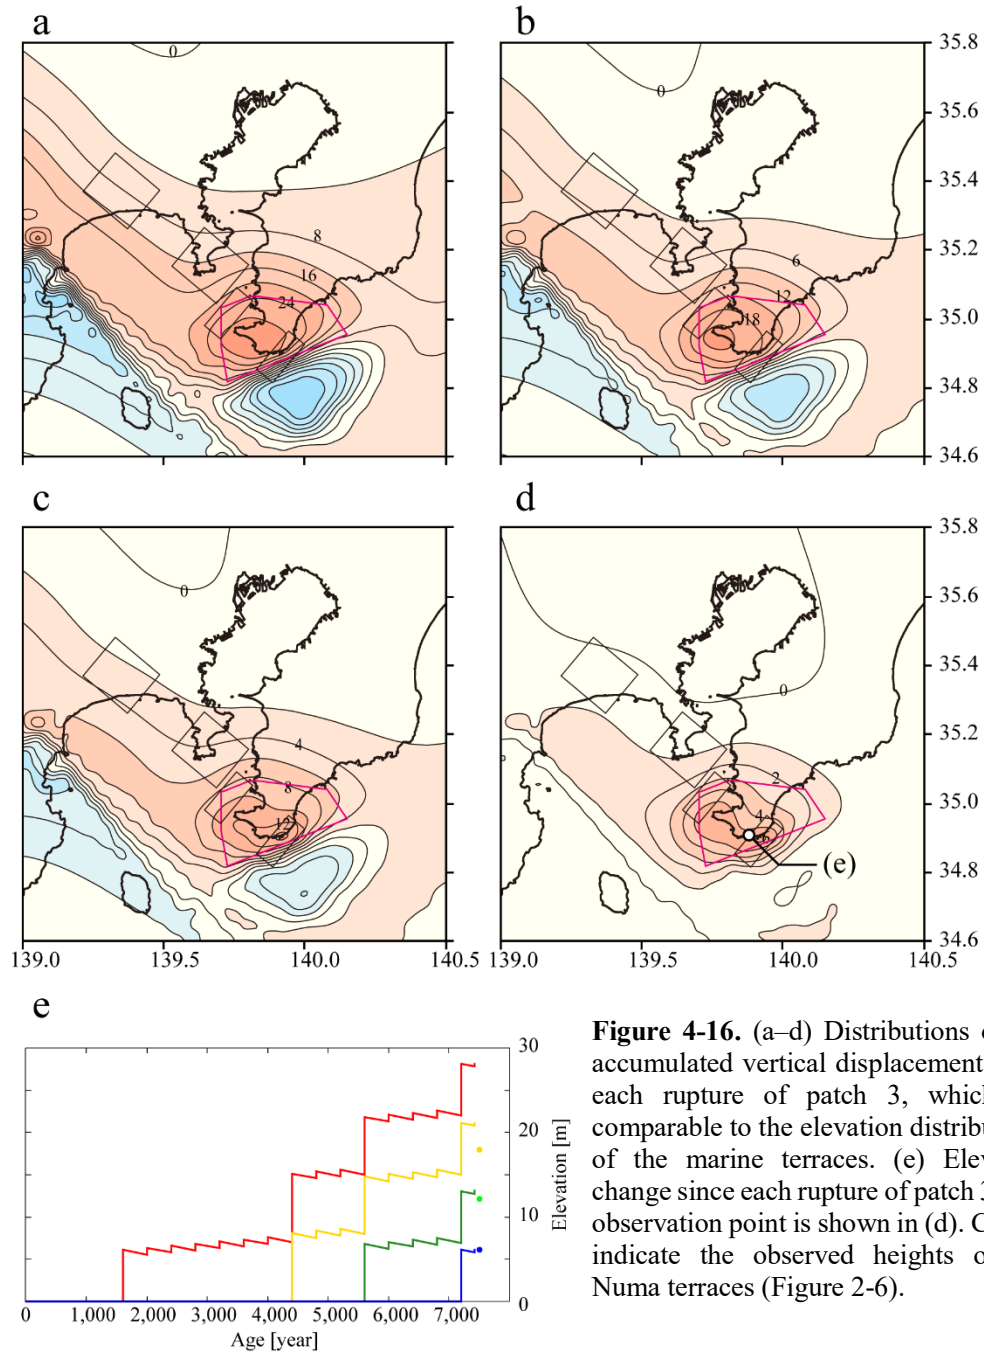 a
b
0
8
16
24
0
6
12
18
35.8
35.6
35.4
35.2
35.0
34.8
34.6
c
d
0
4
8
12
0
2
4
(e)
35.8
35.6
35.4
35.2
35.0
34.8
34.6
139.0 139.5 140.0 140.5
139.0 139.5 140.0 140.5
e
30
20
10
0
Elevation [m]
0 1,000 2,000 3,000 4,000 5,000 6,000 7,000
Age [year]
Figure 4-16. (a–d) Distributions
accumulated vertical displacement
each rupture of patch 3, which
comparable to the elevation
of the marine terraces. (e)
change since each rupture of patch
observation point is shown in (d).
indicate the observed heights
Numa terraces (Figure 2-6).